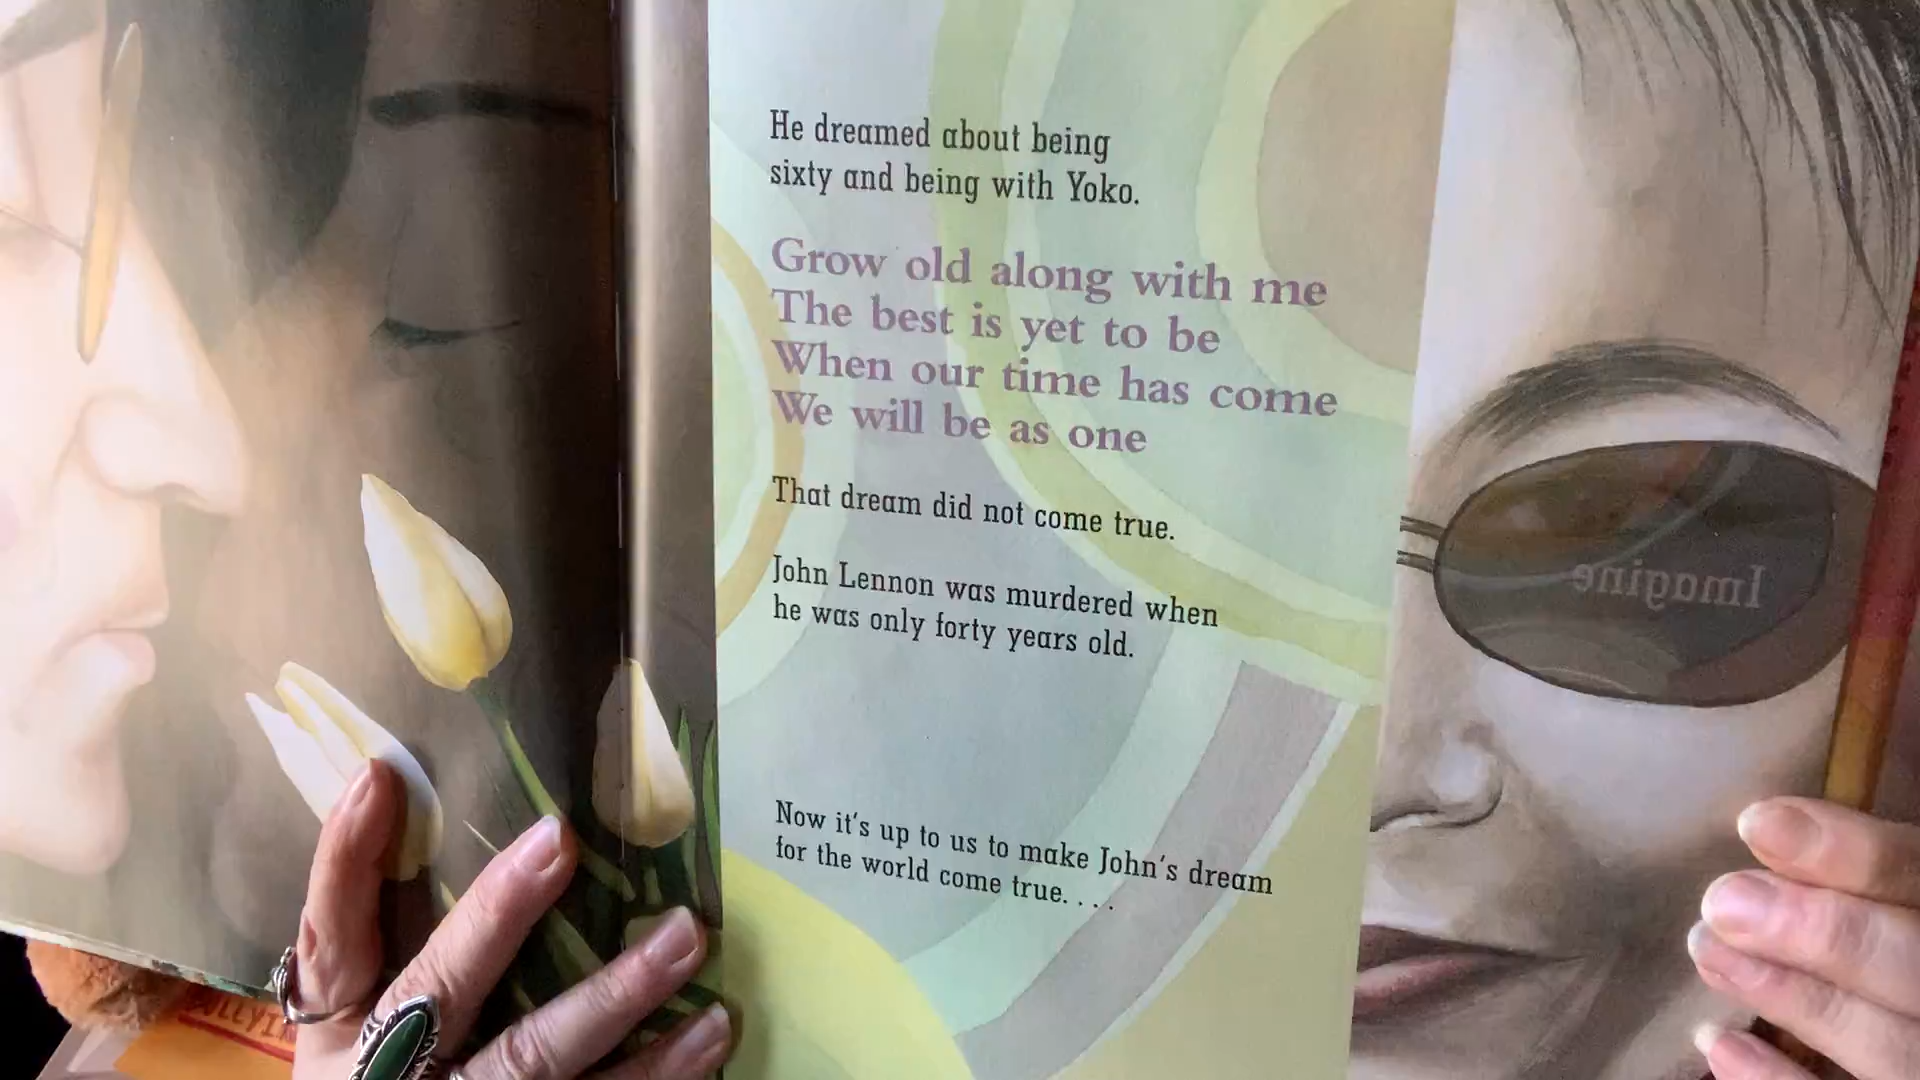 He dreamed about being
sixty and being with Yoko.
Grow old along with me
The best is yet to be
When our time has come
We will be as one
That dream did not come true.
John Lennon was murdered when
he was only forty years old.
Now it's up to us to make John's dream
for the world come true. . . .
Imagine